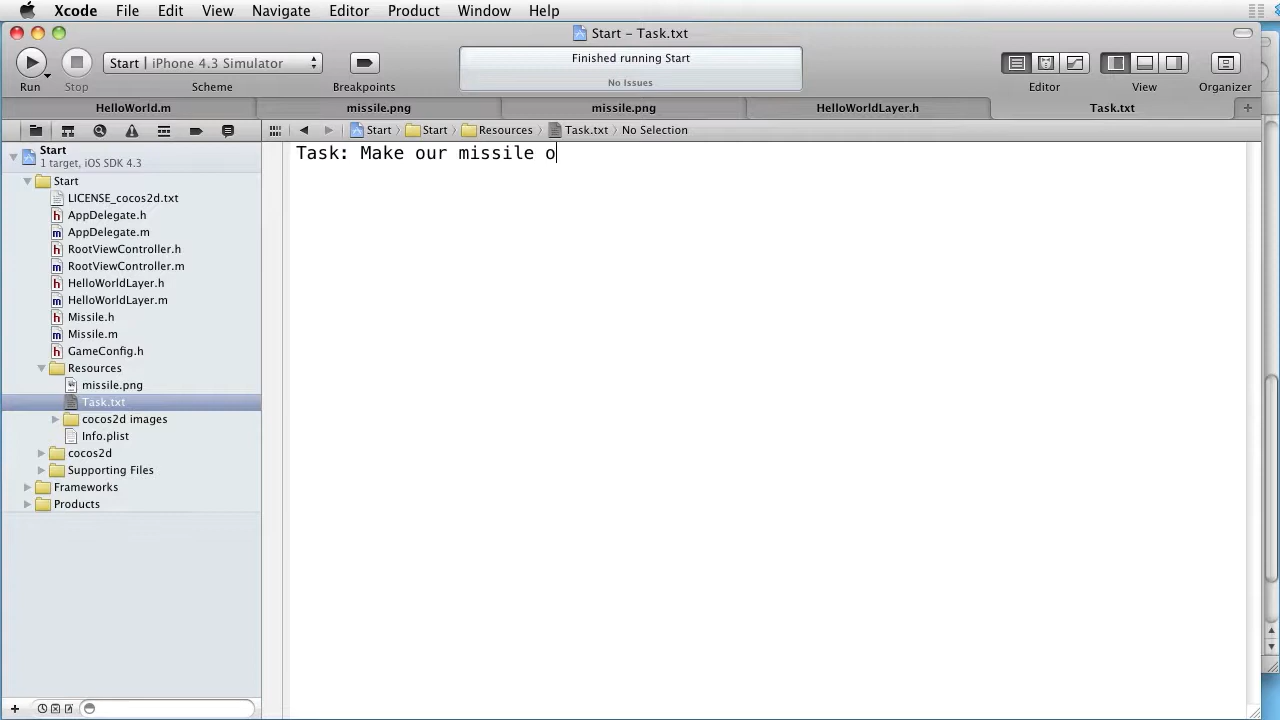 Xcode File Edit View Navigate Editor Product Window Help
Start – Task.txt
Start | iPhone 4.3 Simulator
Finished running Start
No Issues
Run Stop Scheme Breakpoints Editor View Organizer
HelloWorld.m missile.png missile.png HelloWorldLayer.h Task.txt
Start Start Resources Task.txt No Selection
Start
1 target, iOS SDK 4.3
Start
LICENSE_cocos2d.txt
AppDelegate.h
AppDelegate.m
RootViewController.h
RootViewController.m
HelloWorldLayer.h
HelloWorldLayer.m
Missile.h
Missile.m
GameConfig.h
Resources
missile.png
Task.txt
cocos2d images
Info.plist
cocos2d
Supporting Files
Frameworks
Products
Task: Make our missile o